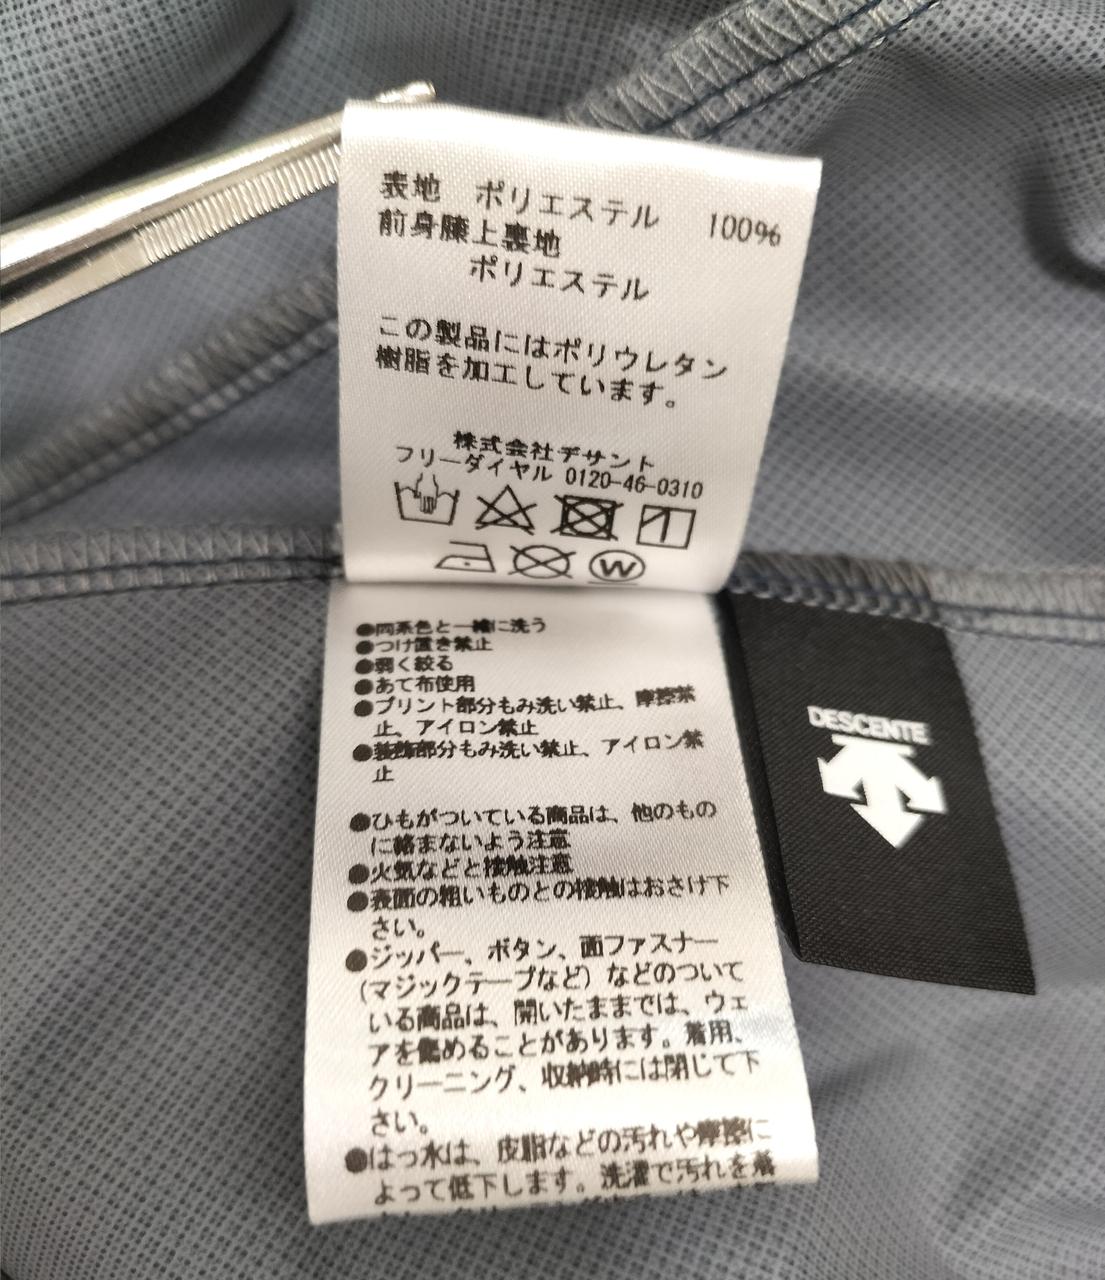 表地 ポリエステル 100%
前身膝上裏地
ポリエステル
この製品にはポリウレタン
樹脂を加工しています。
株式会社デサント
フリーダイヤル 0120-46-0310
W
●同系色と一緒に洗う
●つけ置き禁止
●弱く絞る
●あて布使用
●プリント部分もみ洗い禁止、摩擦禁
止、アイロン禁止
●装飾部分もみ洗い禁止、アイロン禁
止
●ひもがついている商品は、他のもの
に絡まないよう注意
●火気などと接触注意
●表面の粗いものとの接触はおさけ下
さい。
●ジッパー、ボタン、面ファスナー
(マジックテープなど)などのついて
いる商品は、開いたままでは、ウェ
アを傷めることがあります。着用、
クリーニング、収納時には閉じて下
さい。
●はっ水は、皮脂などの汚れや摩擦に
よって低下します。洗濯で汚れを落
DESCENTE